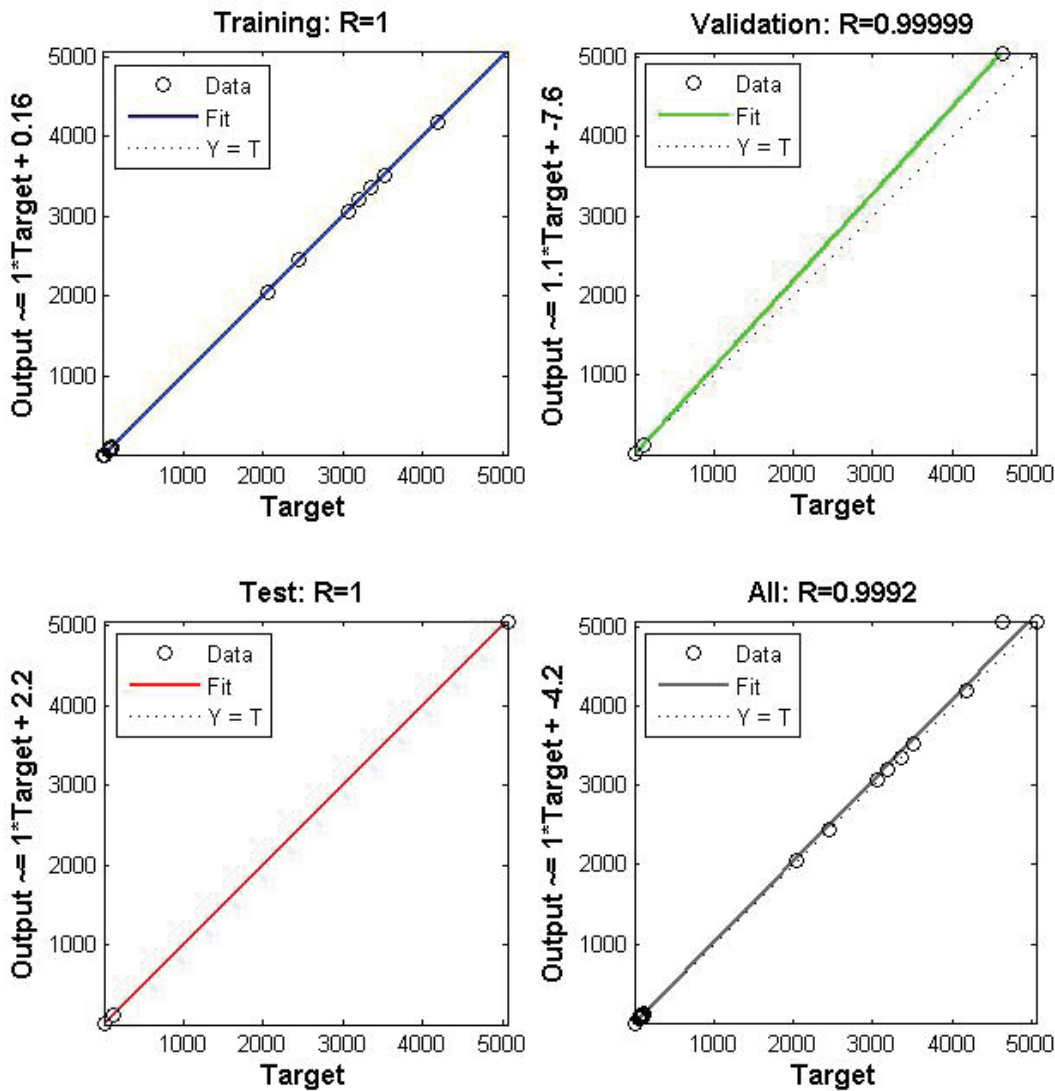 Training: R=1
Output ~= 1*Target + 0.16
5000
4000
3000
2000
1000
Data
Fit
Y = T
1000 2000 3000 4000 5000
Target
Validation: R=0.99999
Output ~= 1.1*Target + -7.6
5000
4000
3000
2000
1000
Data
Fit
Y = T
1000 2000 3000 4000 5000
Target
Test: R=1
Output ~= 1*Target + 2.2
5000
4000
3000
2000
1000
Data
Fit
Y = T
1000 2000 3000 4000 5000
Target
All: R=0.9992
Output ~= 1*Target + -4.2
5000
4000
3000
2000
1000
Data
Fit
Y = T
1000 2000 3000 4000 5000
Target